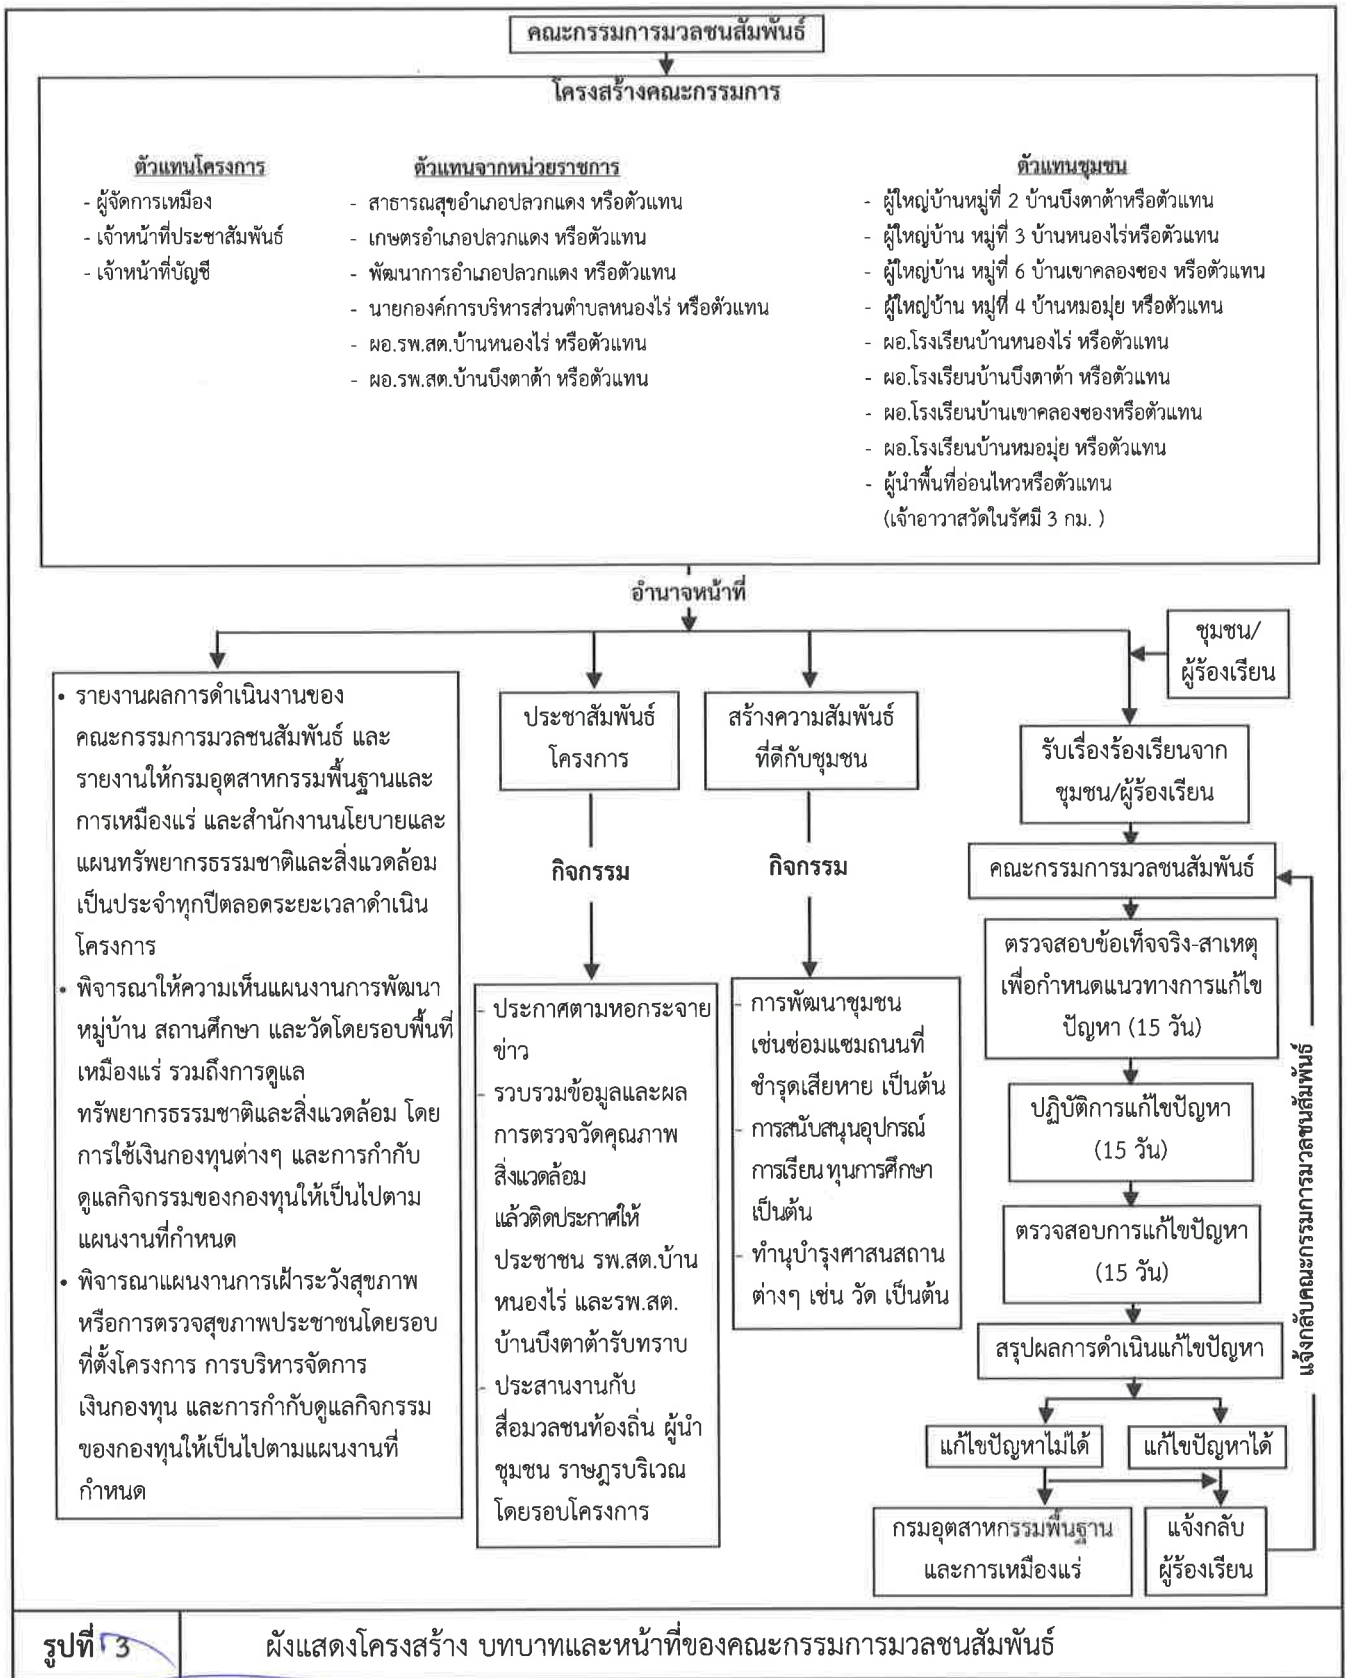 คณะกรรมการมวลชนสัมพันธ์
โครงสร้างคณะกรรมการ
ตัวแทนโครงการ
- ผู้จัดการเหมือง
- เจ้าหน้าที่ประชาสัมพันธ์
- เจ้าหน้าที่บัญชี
ตัวแทนจากหน่วยราชการ
- สาธารณสุขอำเภอปลวกแดง หรือตัวแทน
- เกษตรอำเภอปลวกแดง หรือตัวแทน
- พัฒนาการอำเภอปลวกแดง หรือตัวแทน
- นายกองค์การบริหารส่วนตำบลหนองไร่ หรือตัวแทน
- ผอ.รพ.สต.บ้านหนองไร่ หรือตัวแทน
- ผอ.รพ.สต.บ้านบึงตาต้า หรือตัวแทน
ตัวแทนชุมชน
- ผู้ใหญ่บ้านหมู่ที่ 2 บ้านบึงตาต้าหรือตัวแทน
- ผู้ใหญ่บ้าน หมู่ที่ 3 บ้านหนองไร่หรือตัวแทน
- ผู้ใหญ่บ้าน หมู่ที่ 6 บ้านเขาคลองซอง หรือตัวแทน
- ผู้ใหญ่บ้าน หมู่ที่ 4 บ้านหมอมุ่ย หรือตัวแทน
- ผอ.โรงเรียนบ้านหนองไร่ หรือตัวแทน
- ผอ.โรงเรียนบ้านบึงตาต้า หรือตัวแทน
- ผอ.โรงเรียนบ้านเขาคลองซองหรือตัวแทน
- ผอ.โรงเรียนบ้านหมอมุ่ย หรือตัวแทน
- ผู้นำพื้นที่อ่อนไหวหรือตัวแทน
(เจ้าอาวาสวัดในรัศมี 3 กม. )
อำนาจหน้าที่
• รายงานผลการดำเนินงานของ
คณะกรรมการมวลชนสัมพันธ์ และ
รายงานให้กรมอุตสาหกรรมพื้นฐานและ
การเหมืองแร่ และสำนักงานนโยบายและ
แผนทรัพยากรธรรมชาติและสิ่งแวดล้อม
เป็นประจำทุกปีตลอดระยะเวลาดำเนิน
โครงการ
• พิจารณาให้ความเห็นแผนงานการพัฒนา
หมู่บ้าน สถานศึกษา และวัดโดยรอบพื้นที่
เหมืองแร่ รวมถึงการดูแล
ทรัพยากรธรรมชาติและสิ่งแวดล้อม โดย
การใช้เงินกองทุนต่างๆ และการกำกับ
ดูแลกิจกรรมของกองทุนให้เป็นไปตาม
แผนงานที่กำหนด
• พิจารณาแผนงานการเฝ้าระวังสุขภาพ
หรือการตรวจสุขภาพประชาชนโดยรอบ
ที่ตั้งโครงการ การบริหารจัดการ
เงินกองทุน และการกำกับดูแลกิจกรรม
ของกองทุนให้เป็นไปตามแผนงานที่
กำหนด
ประชาสัมพันธ์
โครงการ
กิจกรรม
- ประกาศตามหอกระจาย
ข่าว
- รวบรวมข้อมูลและผล
การตรวจวัดคุณภาพ
สิ่งแวดล้อม
แล้วติดประกาศให้
ประชาชน รพ.สต.บ้าน
หนองไร่ และรพ.สต.
บ้านบึงตาต้ารับทราบ
- ประสานงานกับ
สื่อมวลชนท้องถิ่น ผู้นำ
ชุมชน ราษฎรบริเวณ
โดยรอบโครงการ
สร้างความสัมพันธ์
ที่ดีกับชุมชน
กิจกรรม
- การพัฒนาชุมชน
เช่นซ่อมแซมถนนที่
ชำรุดเสียหาย เป็นต้น
- การสนับสนุนอุปกรณ์
การเรียน ทุนการศึกษา
เป็นต้น
- ทำนุบำรุงศาสนสถาน
ต่างๆ เช่น วัด เป็นต้น
ชุมชน/
ผู้ร้องเรียน
รับเรื่องร้องเรียนจาก
ชุมชน/ผู้ร้องเรียน
คณะกรรมการมวลชนสัมพันธ์
ตรวจสอบข้อเท็จจริง-สาเหตุ
เพื่อกำหนดแนวทางการแก้ไข
ปัญหา (15 วัน)
ปฏิบัติการแก้ไขปัญหา
(15 วัน)
ตรวจสอบการแก้ไขปัญหา
(15 วัน)
สรุปผลการดำเนินแก้ไขปัญหา
แก้ไขปัญหาไม่ได้
แก้ไขปัญหาได้
กรมอุตสาหกรรมพื้นฐาน
และการเหมืองแร่
แจ้งกลับ
ผู้ร้องเรียน
แจ้งกลับคณะกรรมการมวลชนสัมพันธ์
รูปที่ 3
ผังแสดงโครงสร้าง บทบาทและหน้าที่ของคณะกรรมการมวลชนสัมพันธ์